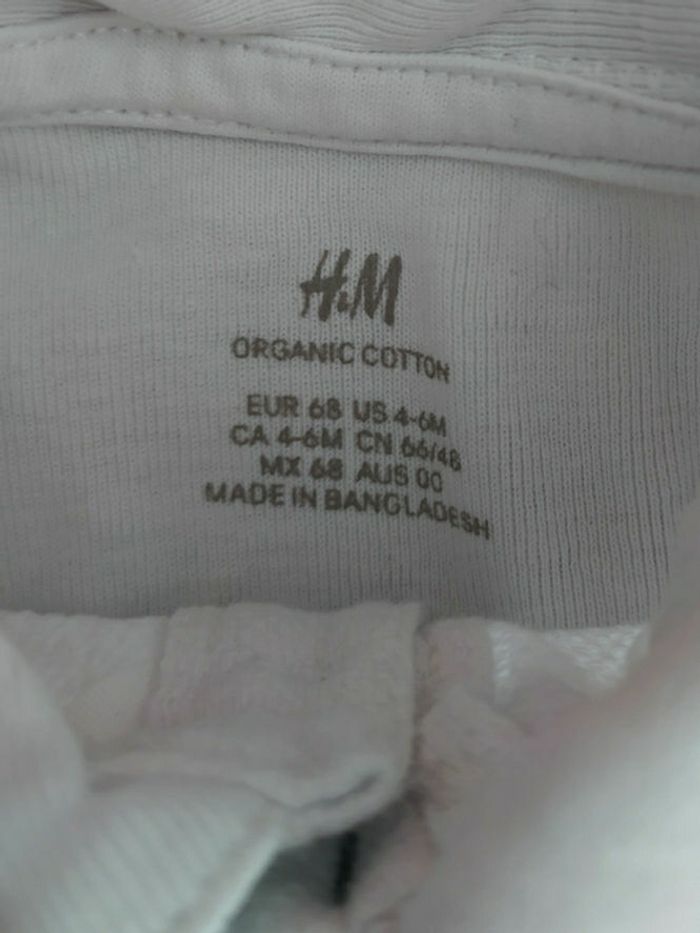 H&M
ORGANIC COTTON
EUR 68 US 4-6M
CA 4-6M CN 66/48
MX 68 AUS 00
MADE IN BANGLADESH